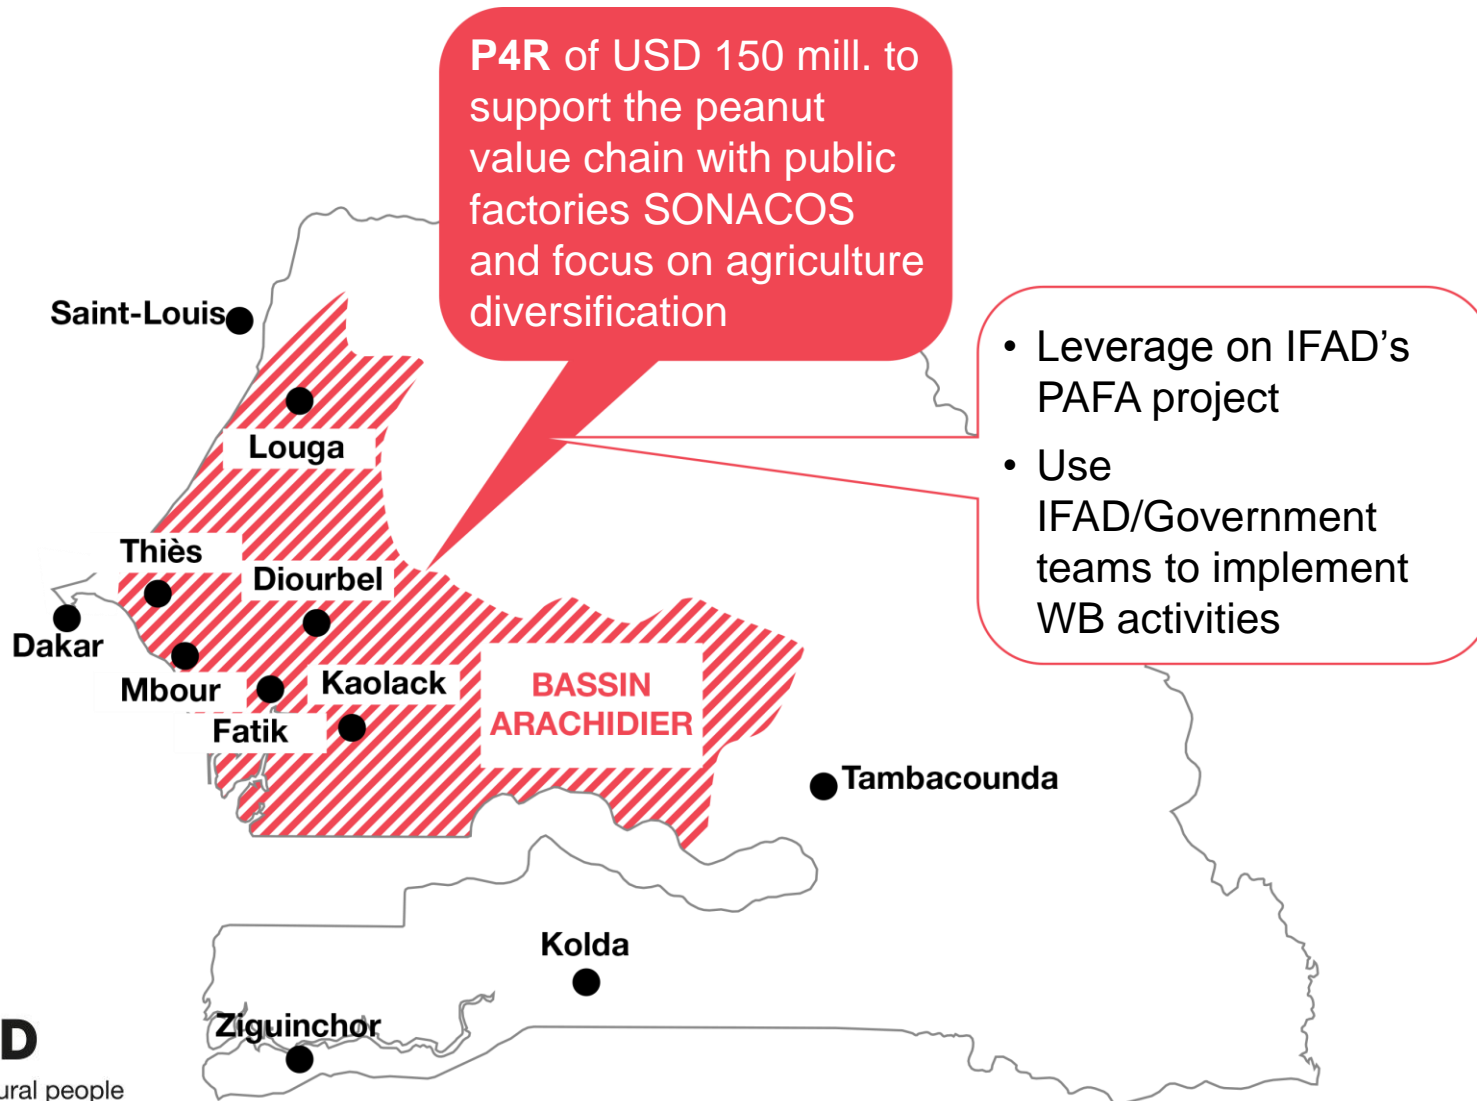 P4R of USD 150 mill. to
support the peanut
value chain with public
factories SONACOS
and focus on agriculture
diversification
• Leverage on IFAD’s
PAFA project
• Use
IFAD/Government
teams to implement
WB activities
Saint-Louis
Louga
Thiès
Diourbel
Dakar
Mbour
Kaolack
Fatik
BASSIN
ARACHIDIER
Tambacounda
Kolda
Ziguinchor
D
ural people